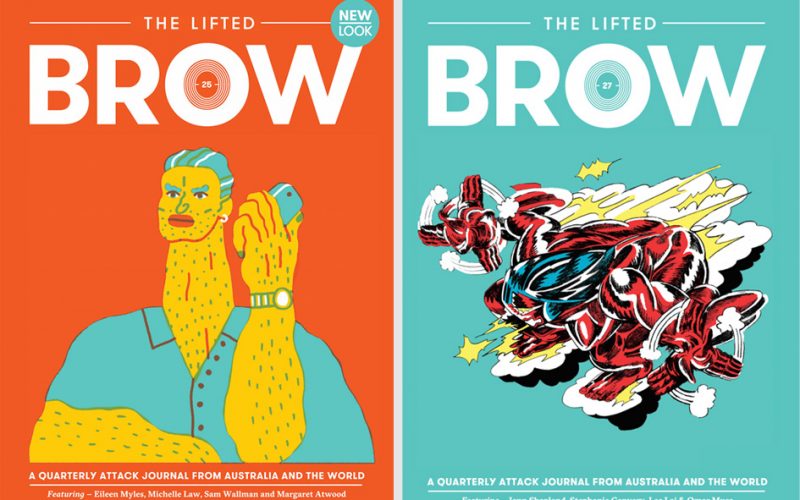 THE LIFTED
NEW
LOOK
BROW
25
A QUARTERLY ATTACK JOURNAL FROM AUSTRALIA AND THE WORLD
Featuring – Eileen Myles, Michelle Law, Sam Wallman and Margaret Atwood
THE LIFTED
BROW
27
A QUARTERLY ATTACK JOURNAL FROM AUSTRALIA AND THE WORLD
Featuring –